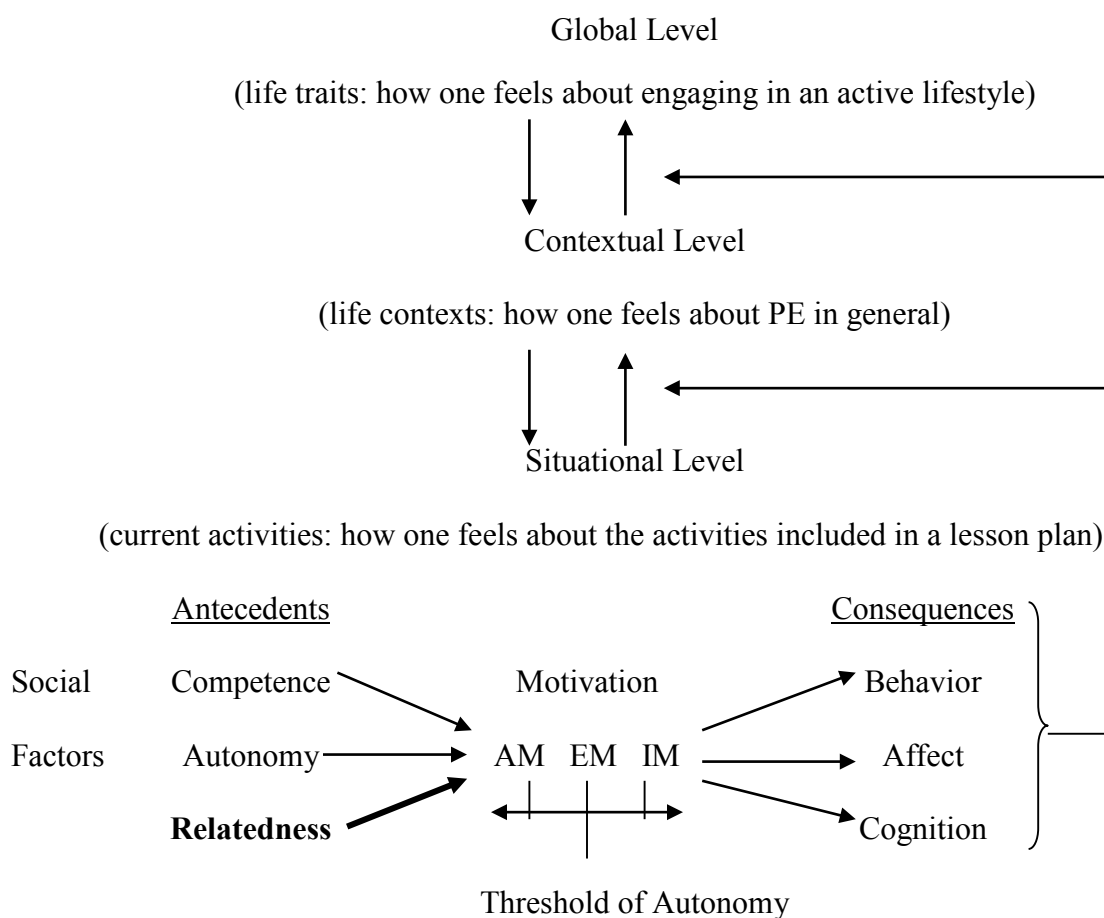 Global Level
(life traits: how one feels about engaging in an active lifestyle)
Contextual Level
(life contexts: how one feels about PE in general)
Situational Level
(current activities: how one feels about the activities included in a lesson plan)
Antecedents Consequences
Social Competence Motivation Behavior
Factors Autonomy AM EM IM Affect
Relatedness Cognition
Threshold of Autonomy